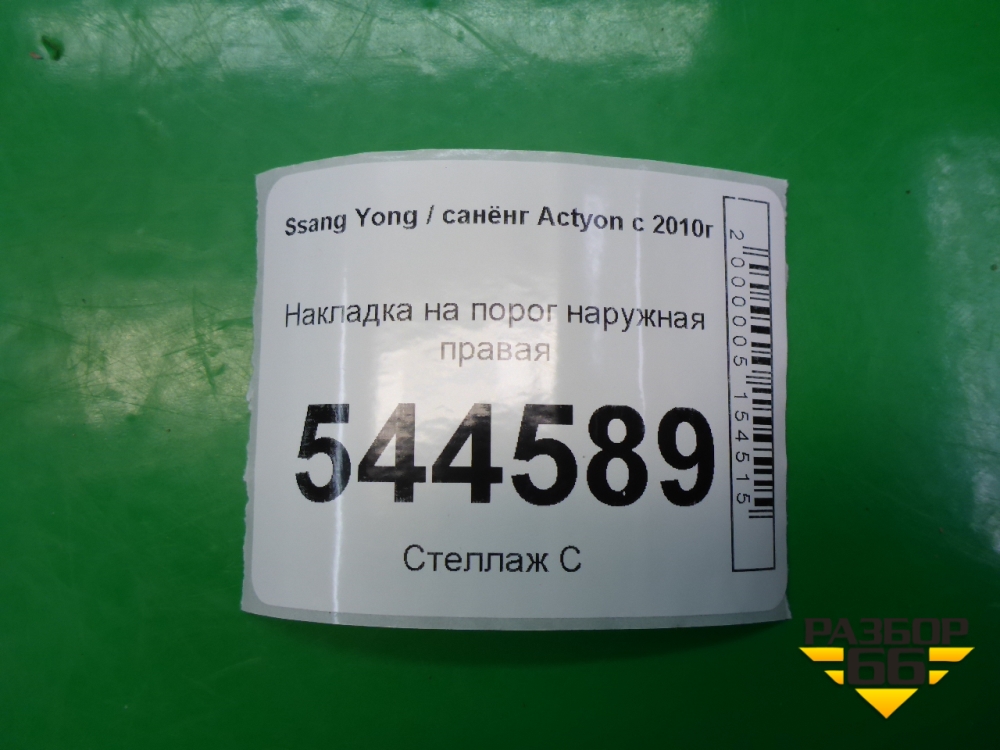 Ssang Yong / санёнг Actyon с 2010г
Накладка на порог наружная
правая
544589
Стеллаж С
2000005154515
РАЗБОР
66